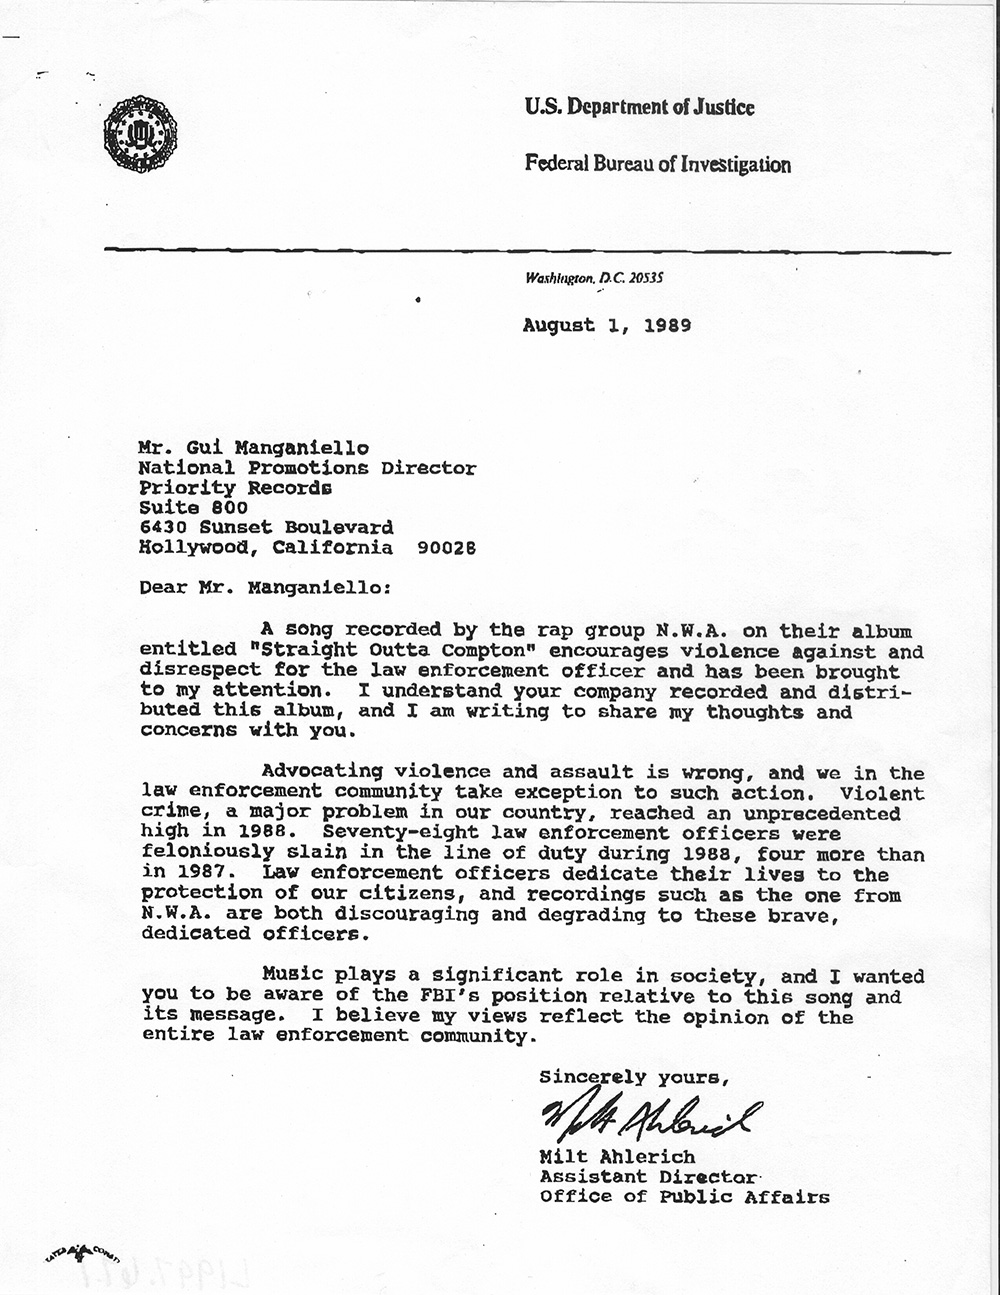 U.S. Department of Justice
Federal Bureau of Investigation
Washington, D.C. 20535
August 1, 1989
Mr. Gui Manganiello
National Promotions Director
Priority Records
Suite 800
6430 Sunset Boulevard
Hollywood, California 90028
Dear Mr. Manganiello:
A song recorded by the rap group N.W.A. on their album
entitled "Straight Outta Compton" encourages violence against and
disrespect for the law enforcement officer and has been brought
to my attention. I understand your company recorded and distri-
buted this album, and I am writing to share my thoughts and
concerns with you.
Advocating violence and assault is wrong, and we in the
law enforcement community take exception to such action. Violent
crime, a major problem in our country, reached an unprecedented
high in 1988. Seventy-eight law enforcement officers were
feloniously slain in the line of duty during 1988, four more than
in 1987. Law enforcement officers dedicate their lives to the
protection of our citizens, and recordings such as the one from
N.W.A. are both discouraging and degrading to these brave,
dedicated officers.
Music plays a significant role in society, and I wanted
you to be aware of the FBI's position relative to this song and
its message. I believe my views reflect the opinion of the
entire law enforcement community.
Sincerely yours,
Milt Ahlerich
Milt Ahlerich
Assistant Director
Office of Public Affairs